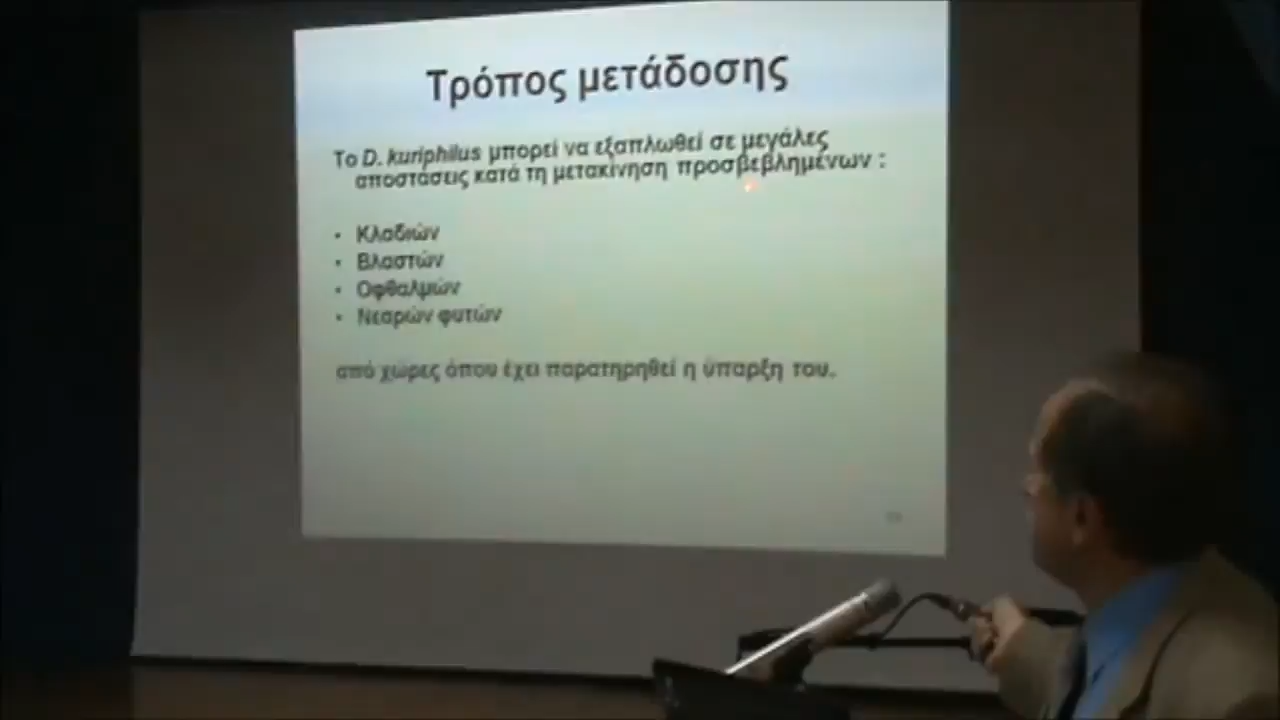 Τρόπος μετάδοσης
Το D. kuriphilus μπορεί να εξαπλωθεί σε μεγάλες
αποστάσεις κατά τη μετακίνηση προσβεβλημένων :
• Κλαδιών
• Βλαστών
• Οφθαλμών
• Νεαρών φυτών
από χώρες όπου έχει παρατηρηθεί η ύπαρξη του.